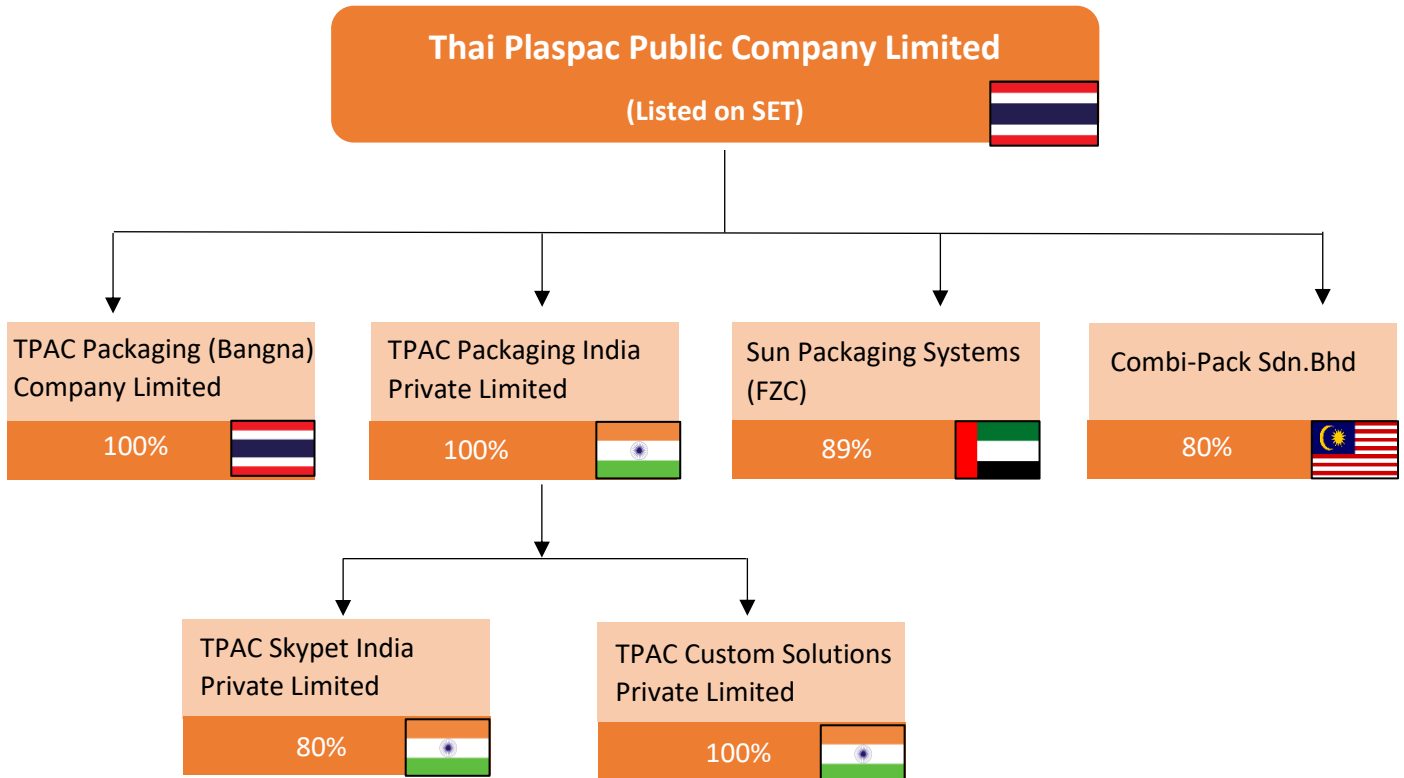 Thai Plaspac Public Company Limited
(Listed on SET)
TPAC Packaging (Bangna)
Company Limited
100%
TPAC Packaging India
Private Limited
100%
Sun Packaging Systems
(FZC)
89%
Combi-Pack Sdn.Bhd
80%
TPAC Skypet India
Private Limited
80%
TPAC Custom Solutions
Private Limited
100%